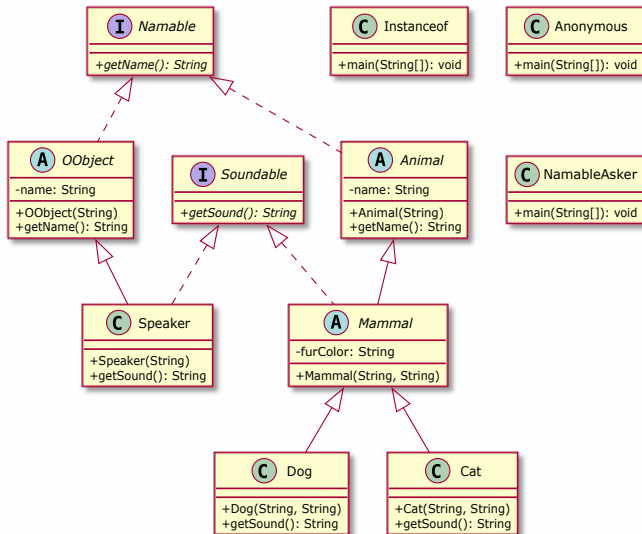 I Namable
+getName(): String
C Instanceof
+main(String[]): void
C Anonymous
+main(String[]): void
A OObject
-name: String
+OObject(String)
+getName(): String
I Soundable
+getSound(): String
A Animal
-name: String
+Animal(String)
+getName(): String
C NamableAsker
+main(String[]): void
C Speaker
+Speaker(String)
+getSound(): String
A Mammal
-furColor: String
+Mammal(String, String)
C Dog
+Dog(String, String)
+getSound(): String
C Cat
+Cat(String, String)
+getSound(): String